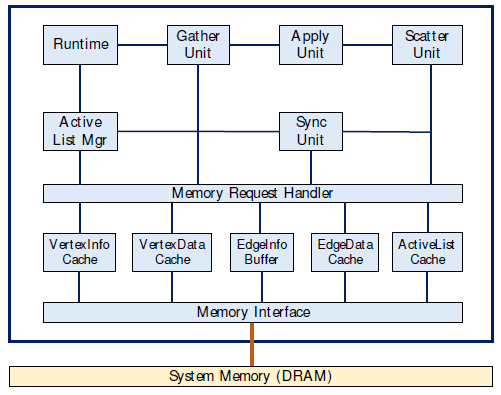 Runtime
Gather
Unit
Apply
Unit
Scatter
Unit
Active
List Mgr
Sync
Unit
Memory Request Handler
VertexInfo
Cache
VertexData
Cache
EdgeInfo
Buffer
EdgeData
Cache
ActiveList
Cache
Memory Interface
System Memory (DRAM)